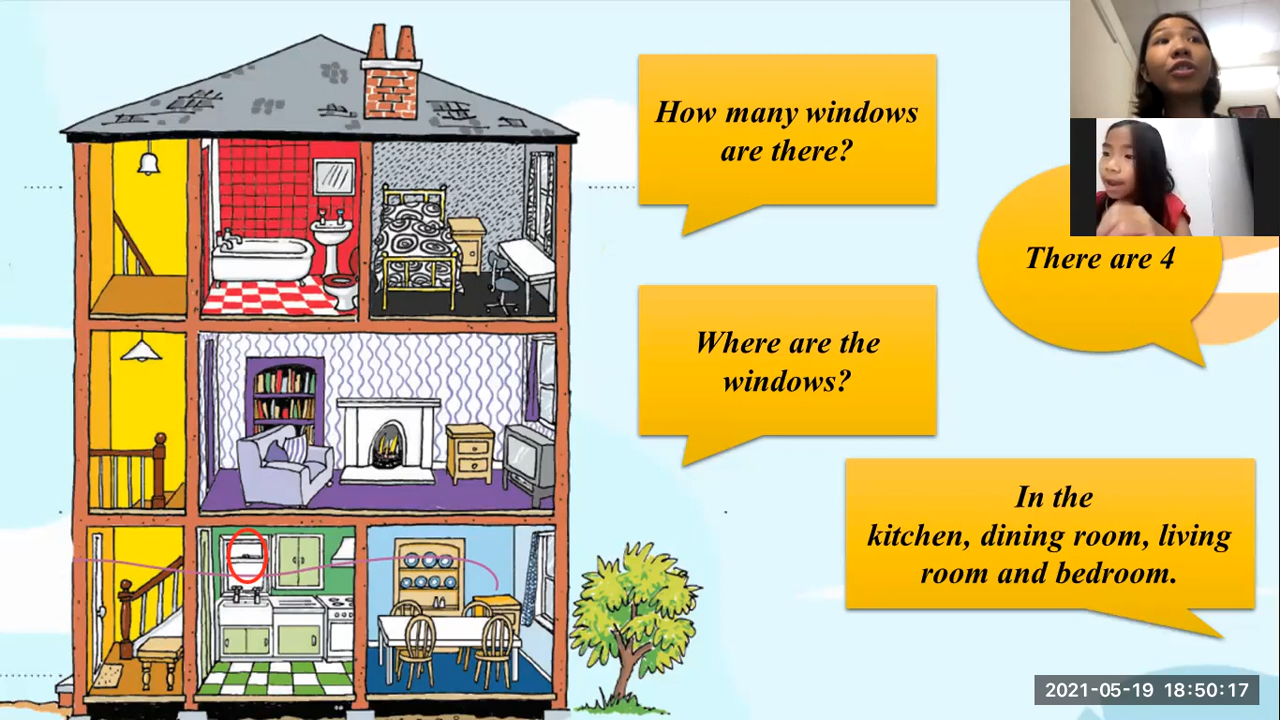 How many windows
are there?
There are 4
Where are the
windows?
In the
kitchen, dining room, living
room and bedroom.
2021-05-19 18:50:17